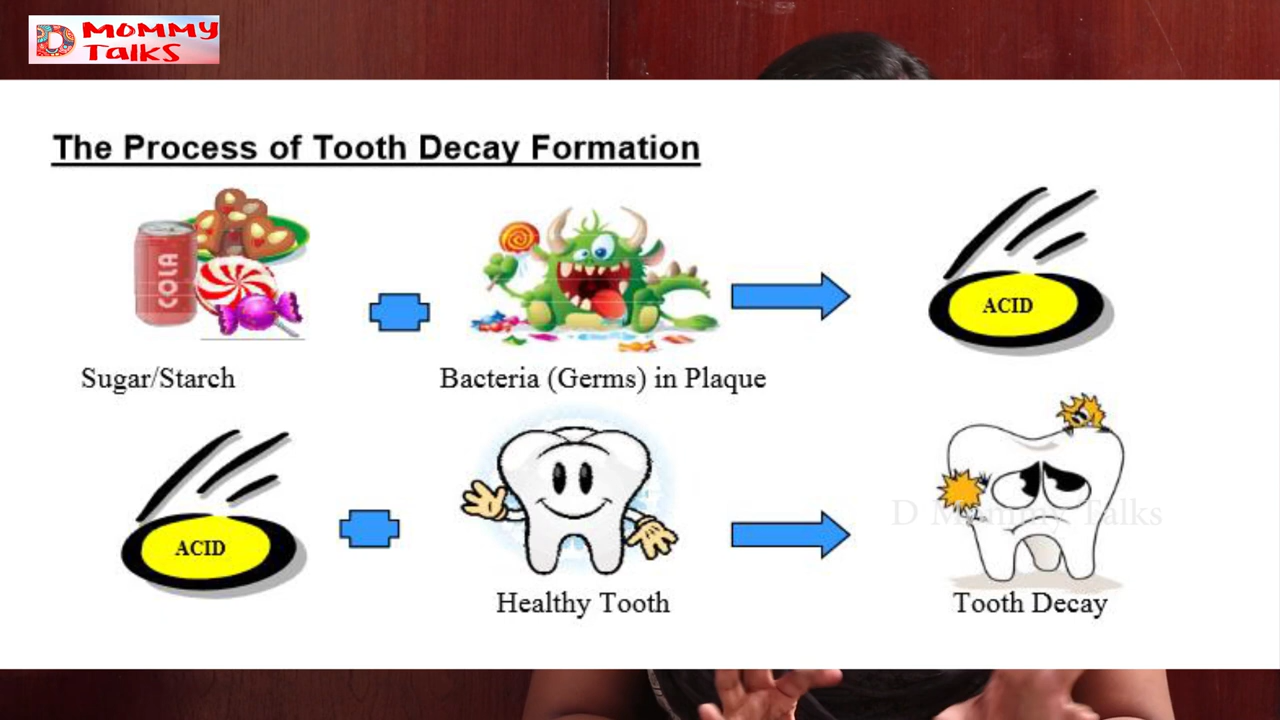 D MOMMY
TALKS
The Process of Tooth Decay Formation
COLA
ACID
Sugar/Starch
Bacteria (Germs) in Plaque
ACID
D Mommy Talks
Healthy Tooth
Tooth Decay